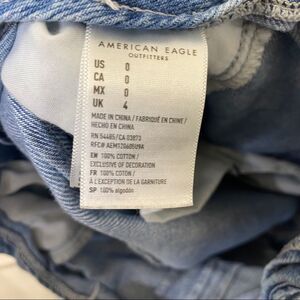 AMERICAN EAGLE
OUTFITTERS
US 0
CA 0
MX 0
UK 4
MADE IN CHINA / FABRIQUÉ EN CHINE /
HECHO EN CHINA
RN 54485/CA 03873
RFC# AEM120605U9A
EN 100% COTTON /
EXCLUSIVE OF DECORATION
FR 100% COTON /
À L'EXCEPTION DE LA GARNITURE
SP 100% algodón